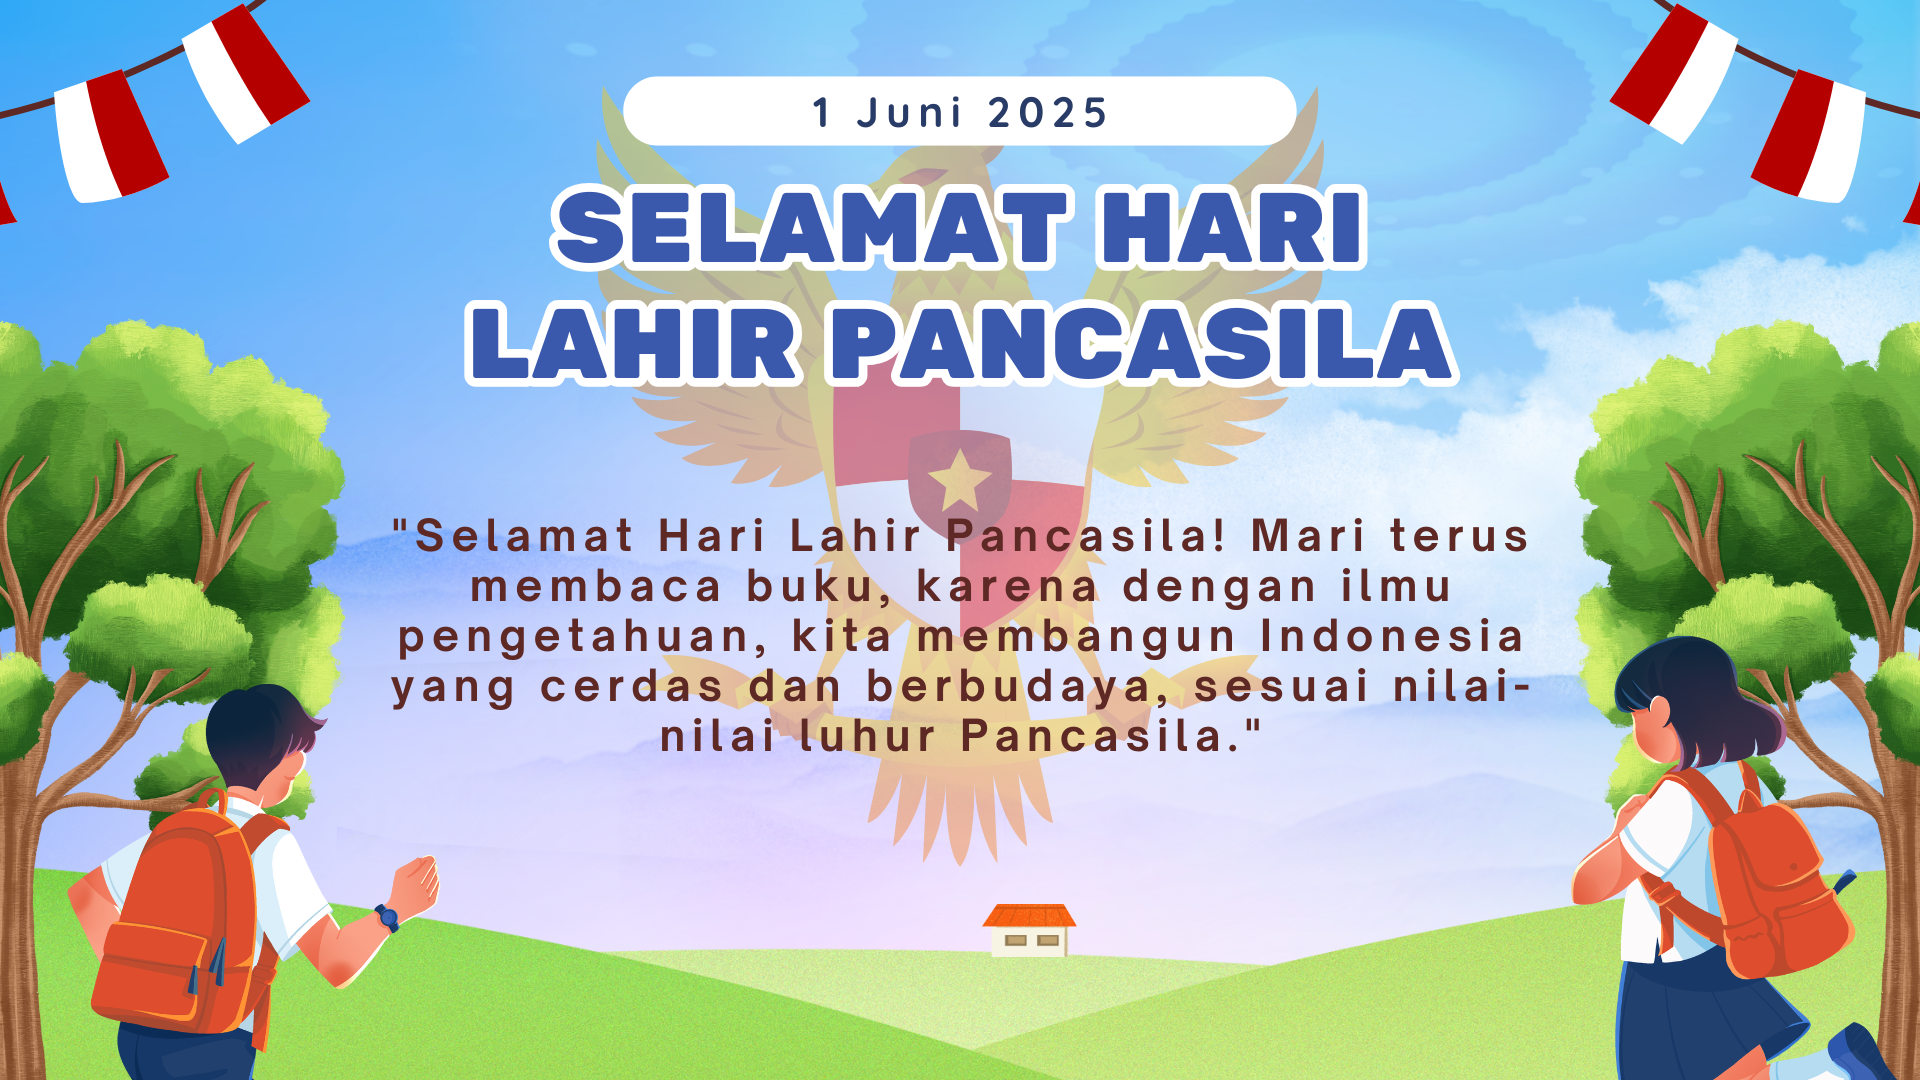 1 Juni 2025
SELAMAT HARI
LAHIR PANCASILA
"Selamat Hari Lahir Pancasila! Mari terus
membaca buku, karena dengan ilmu
pengetahuan, kita membangun Indonesia
yang cerdas dan berbudaya, sesuai nilai-
nilai luhur Pancasila."